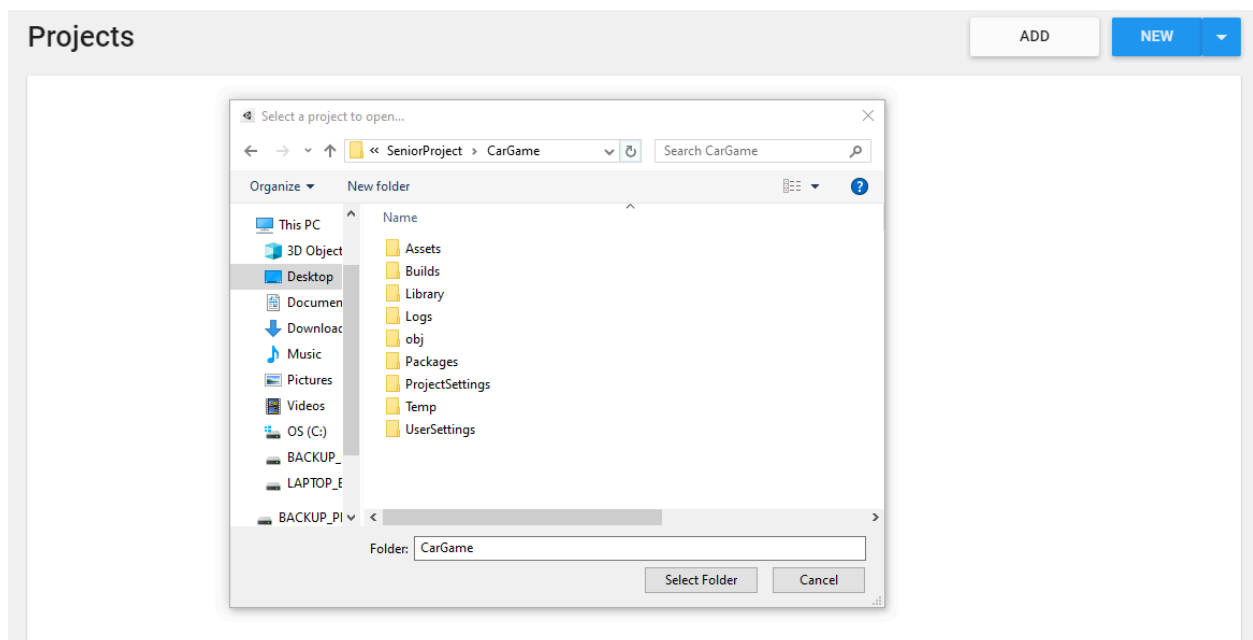 Projects
ADD
NEW
Select a project to open...
« SeniorProject › CarGame
Search CarGame
Organize
New folder
?
This PC
3D Object
Desktop
Documen
Downloac
Music
Pictures
Videos
OS (C:)
BACKUP_
LAPTOP_E
BACKUP_PI
Name
Assets
Builds
Library
Logs
obj
Packages
ProjectSettings
Temp
UserSettings
Folder: CarGame
Select Folder
Cancel